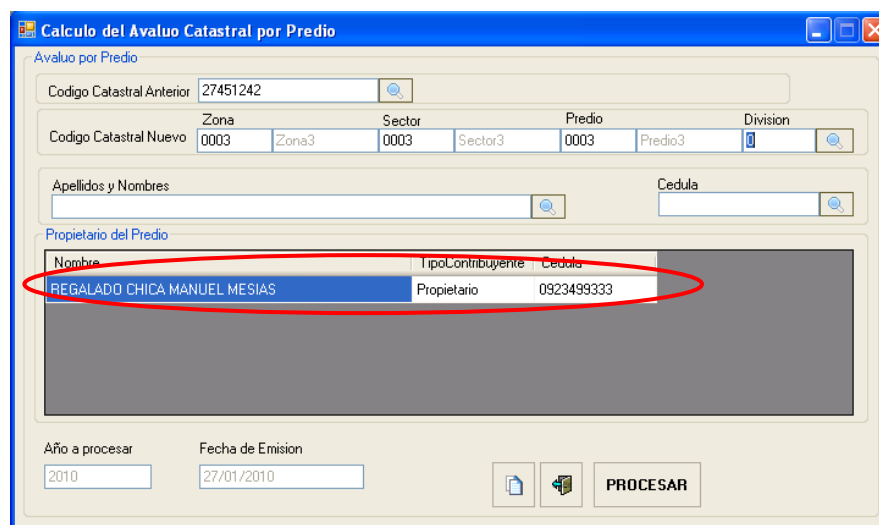 Calculo del Avaluo Catastral por Predio
Avaluo por Predio
Codigo Catastral Anterior 27451242
Zona Sector Predio Division
Codigo Catastral Nuevo 0003 Zona3 0003 Sector3 0003 Predio3 0
Apellidos y Nombres Cedula
Propietario del Predio
Nombre TipoContribuyente Cedula
REGALADO CHICA MANUEL MESIAS Propietario 0923499333
Año a procesar Fecha de Emision
2010 27/01/2010
PROCESAR